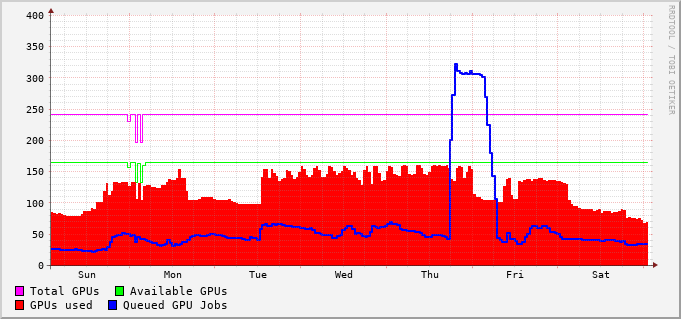 400
350
300
250
200
150
100
50
0
Sun Mon Tue Wed Thu Fri Sat
RRDTOOL / TOBI OETIKER
Total GPUs Available GPUs
GPUs used Queued GPU Jobs